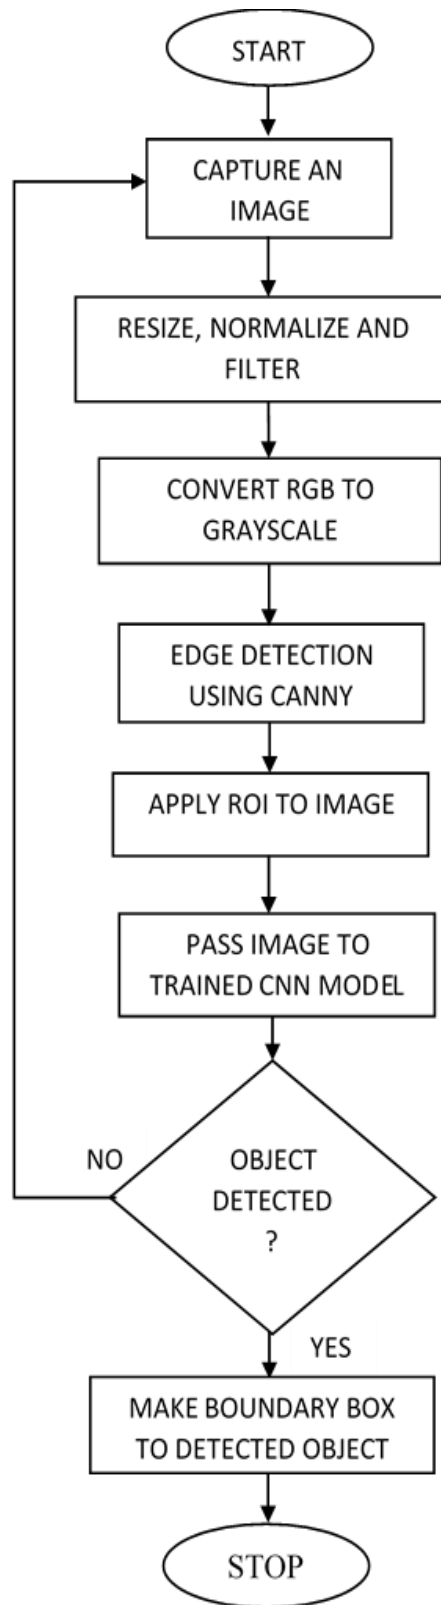 START
CAPTURE AN
IMAGE
RESIZE, NORMALIZE AND
FILTER
CONVERT RGB TO
GRAYSCALE
EDGE DETECTION
USING CANNY
APPLY ROI TO IMAGE
PASS IMAGE TO
TRAINED CNN MODEL
NO
OBJECT
DETECTED
?
YES
MAKE BOUNDARY BOX
TO DETECTED OBJECT
STOP